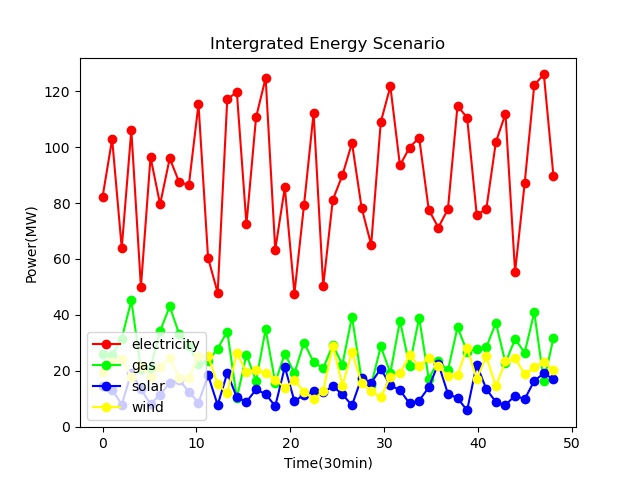 Intergrated Energy Scenario
Power(MW)
120
100
80
60
40
20
0
electricity
gas
solar
wind
0 10 20 30 40 50
Time(30min)